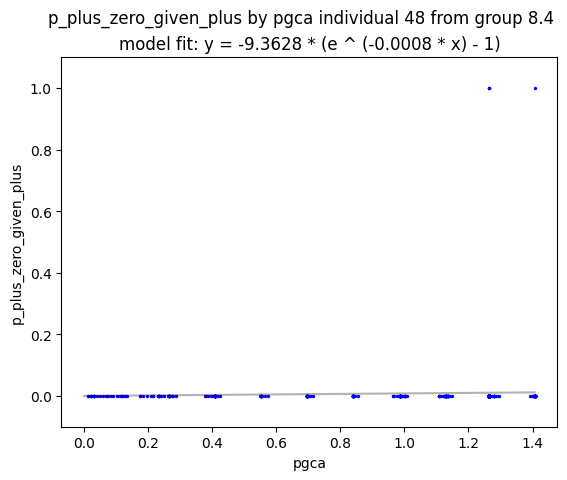 p_plus_zero_given_plus by pgca individual 48 from group 8.4
model fit: y = -9.3628 * (e ^ (-0.0008 * x) - 1)
p_plus_zero_given_plus
1.0
0.8
0.6
0.4
0.2
0.0
0.0 0.2 0.4 0.6 0.8 1.0 1.2 1.4
pgca